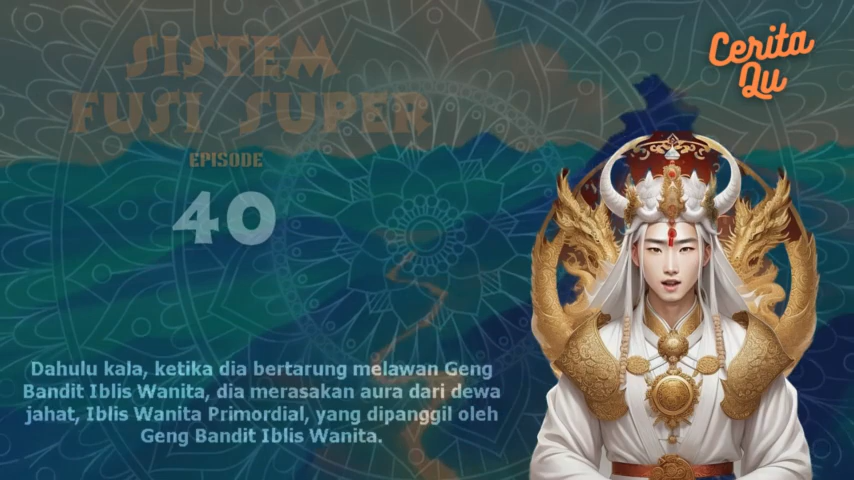 SISTEM
FUSI SUPER
EPISODE
40
Cerita
Qu
Dahulu kala, ketika dia bertarung melawan Geng
Bandit Iblis Wanita, dia merasakan aura dari dewa
jahat, Iblis Wanita Primordial, yang dipanggil oleh
Geng Bandit Iblis Wanita.